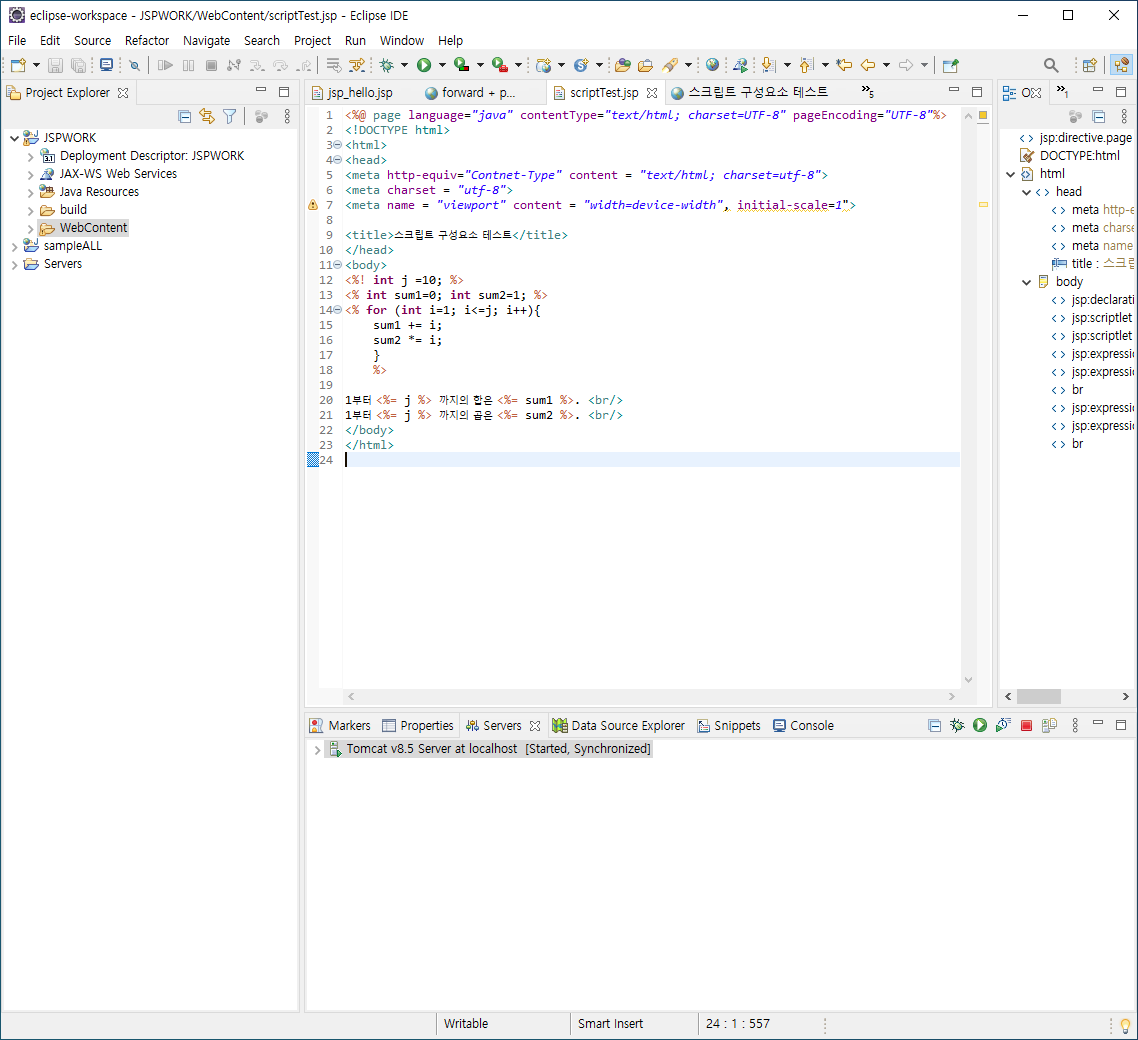 eclipse-workspace - JSPWORK/WebContent/scriptTest.jsp - Eclipse IDE
File Edit Source Refactor Navigate Search Project Run Window Help
Project Explorer
JSPWORK
Deployment Descriptor: JSPWORK
JAX-WS Web Services
Java Resources
build
WebContent
sampleALL
Servers
jsp_hello.jsp forward + p... scriptTest.jsp 스크립트 구성요소 테스트 »5
1 <%@ page language="java" contentType="text/html; charset=UTF-8" pageEncoding="UTF-8"%>
2 <!DOCTYPE html>
3 <html>
4 <head>
5 <meta http-equiv="Contnet-Type" content = "text/html; charset=utf-8">
6 <meta charset = "utf-8">
7 <meta name = "viewport" content = "width=device-width", initial-scale=1">
8
9 <title>스크립트 구성요소 테스트</title>
10 </head>
11 <body>
12 <%! int j =10; %>
13 <% int sum1=0; int sum2=1; %>
14 <% for (int i=1; i<=j; i++){
15 sum1 += i;
16 sum2 *= i;
17 }
18 %>
19
20 1부터 <%= j %> 까지의 합은 <%= sum1 %>. <br/>
21 1부터 <%= j %> 까지의 곱은 <%= sum2 %>. <br/>
22 </body>
23 </html>
24
O »1
jsp:directive.page
DOCTYPE:html
html
head
meta http-e
meta charse
meta name
title : 스크
body
jsp:declarati
jsp:scriptlet
jsp:scriptlet
jsp:expressio
jsp:expressio
br
jsp:expressio
jsp:expressio
br
Markers Properties Servers Data Source Explorer Snippets Console
Tomcat v8.5 Server at localhost [Started, Synchronized]
Writable Smart Insert 24 : 1 : 557